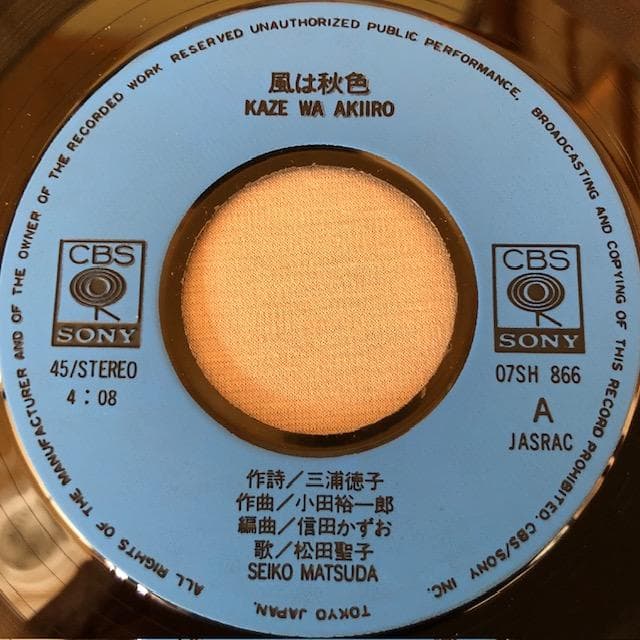 ALL RIGHTS OF THE MANUFACTURER AND OF THE OWNER OF THE RECORDED WORK RESERVED UNAUTHORIZED PUBLIC PERFORMANCE, BROADCASTING AND COPYING OF THIS RECORD PROHIBITED. CBS/SONY INC. TOKYO JAPAN.
風は秋色
KAZE WA AKIIRO
CBS
SONY
45/STEREO
4:08
CBS
SONY
07SH 866
A
JASRAC
作詩/三浦徳子
作曲/小田裕一郎
編曲/信田かずお
歌/松田聖子
SEIKO MATSUDA